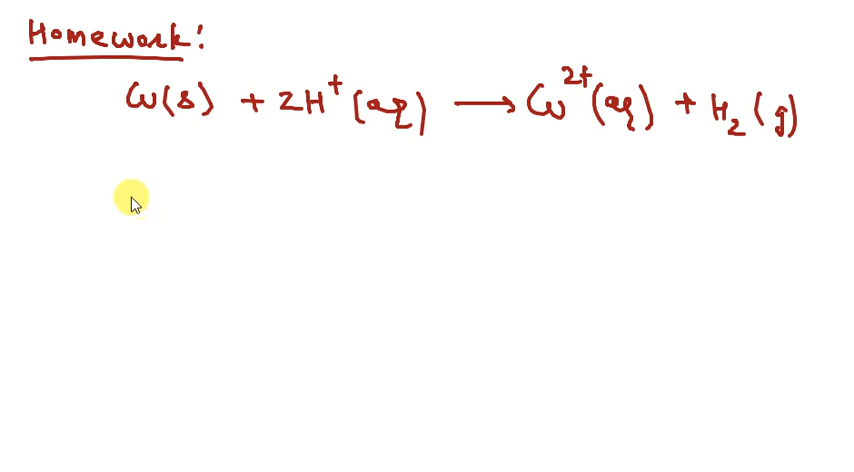 Homework:
Cu(s) + 2H⁺(aq) ⟶ Cu²⁺(aq) + H₂(g)